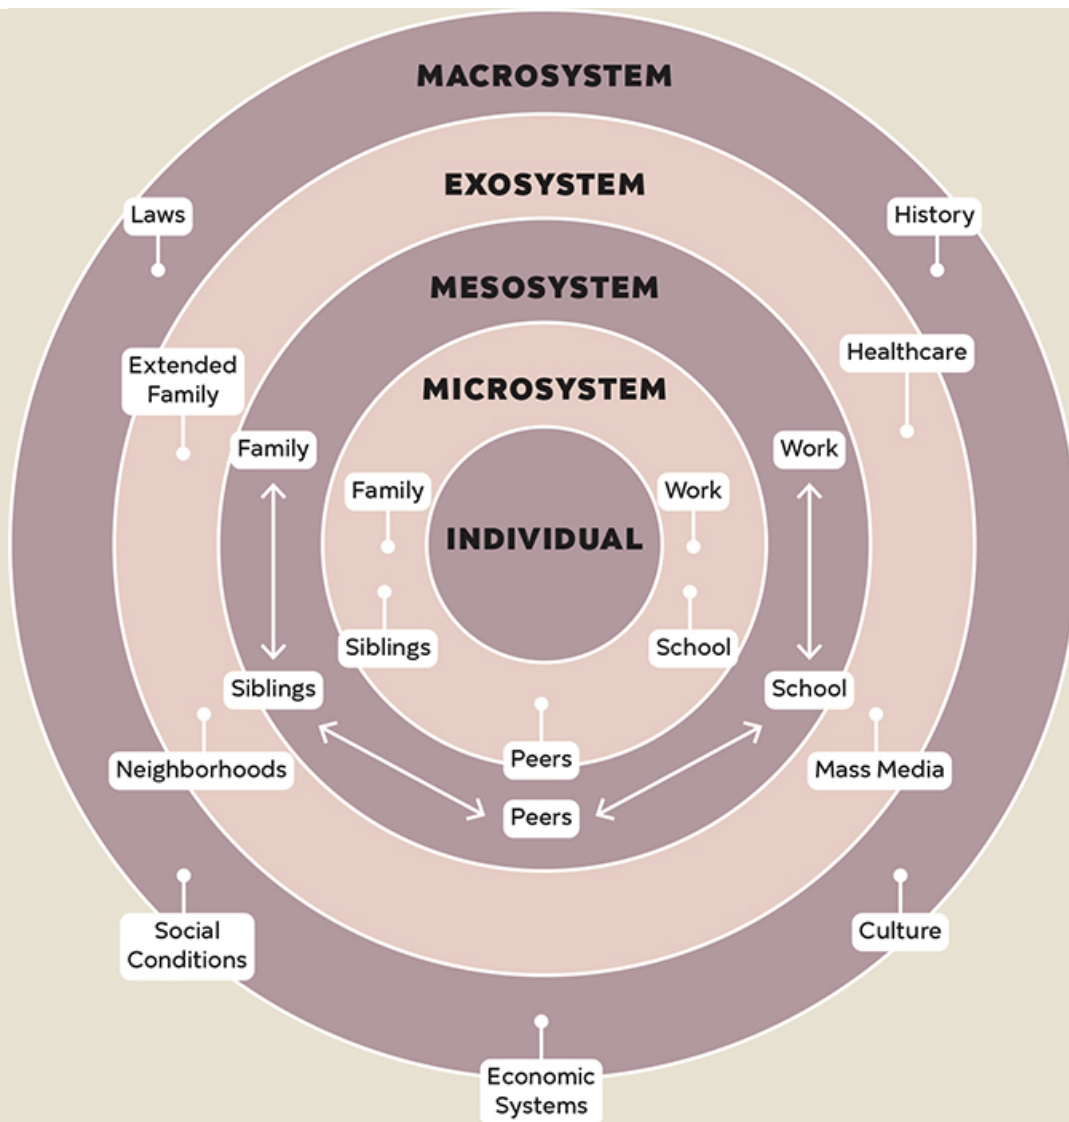 MACROSYSTEM
EXOSYSTEM
Laws
History
MESOSYSTEM
Extended
Family
Healthcare
MICROSYSTEM
Family
Work
Family
Work
INDIVIDUAL
Siblings
School
Siblings
School
Peers
Neighborhoods
Mass Media
Peers
Social
Conditions
Culture
Economic
Systems